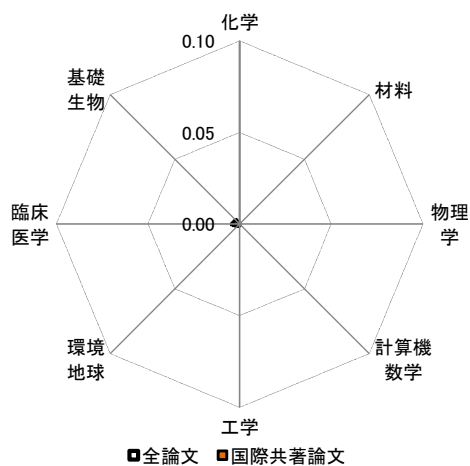 化学
0.10
基礎
生物
材料
0.05
臨床
医学
0.00
物理
学
環境
地球
計算機
数学
工学
全論文 国際共著論文